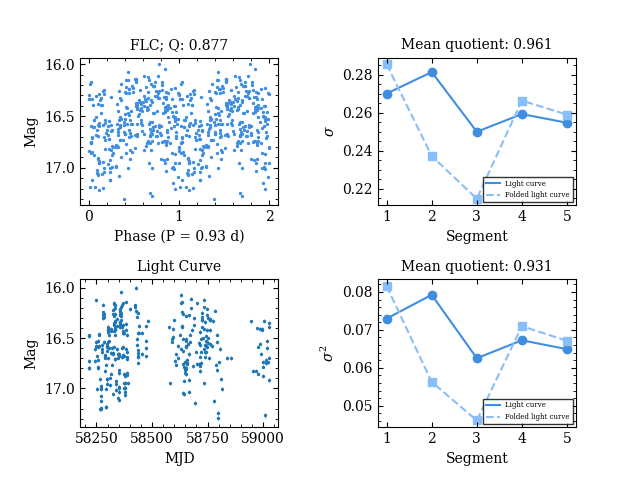 FLC; Q: 0.877
Mag
16.0
16.5
17.0
0
1
2
Phase (P = 0.93 d)
Mean quotient: 0.961
σ
0.28
0.26
0.24
0.22
Light curve
Folded light curve
1
2
3
4
5
Segment
Light Curve
Mag
16.0
16.5
17.0
58250
58500
58750
59000
MJD
Mean quotient: 0.931
σ²
0.08
0.07
0.06
0.05
Light curve
Folded light curve
1
2
3
4
5
Segment